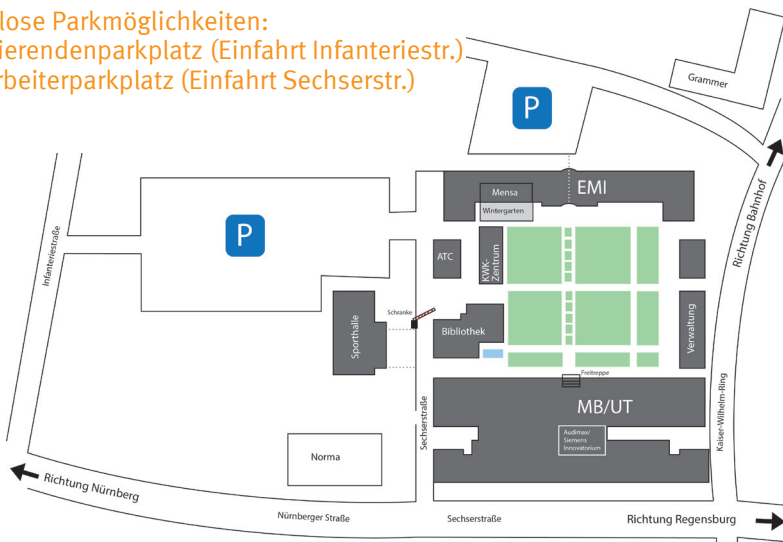 lose Parkmöglichkeiten:
ierendenparkplatz (Einfahrt Infanteriestr.)
rbeiterparkplatz (Einfahrt Sechserstr.)
Grammer
P
EMI
Mensa
Wintergarten
Richtung Bahnhof
Infanteriestraße
P
ATC
KWK-
Zentrum
Schranke
Sporthalle
Bibliothek
Verwaltung
Freitreppe
MB/UT
Sechserstraße
Audimax/
Siemens
Innovatorium
Kaiser-Wilhelm-Ring
Norma
Richtung Nürnberg
Nürnberger Straße
Sechserstraße
Richtung Regensburg